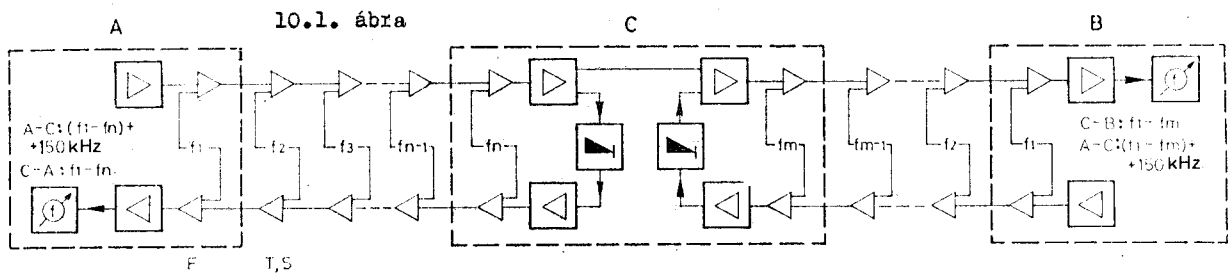 10.1. ábra
A
C
B
A-C:(f1-fn)+
+150 kHz
C-A:f1-fn
f
f1
f2
f3
fn-1
fn
fm
fm-1
f2
f1
f
C-B: f1-fm
A-C:(f1-fm)+
+150 kHz
F
T,S